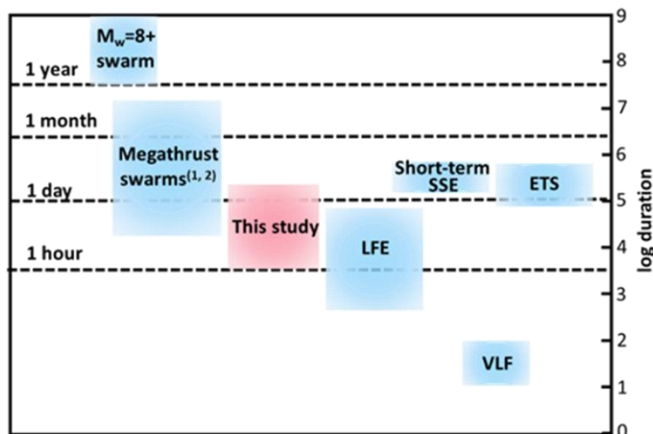 M_w=8+
swarm
1 year
1 month
Megathrust
swarms(1, 2)
1 day
This study
1 hour
LFE
Short-term
SSE
ETS
VLF
9
8
7
6
5
4
3
2
1
0
log duration